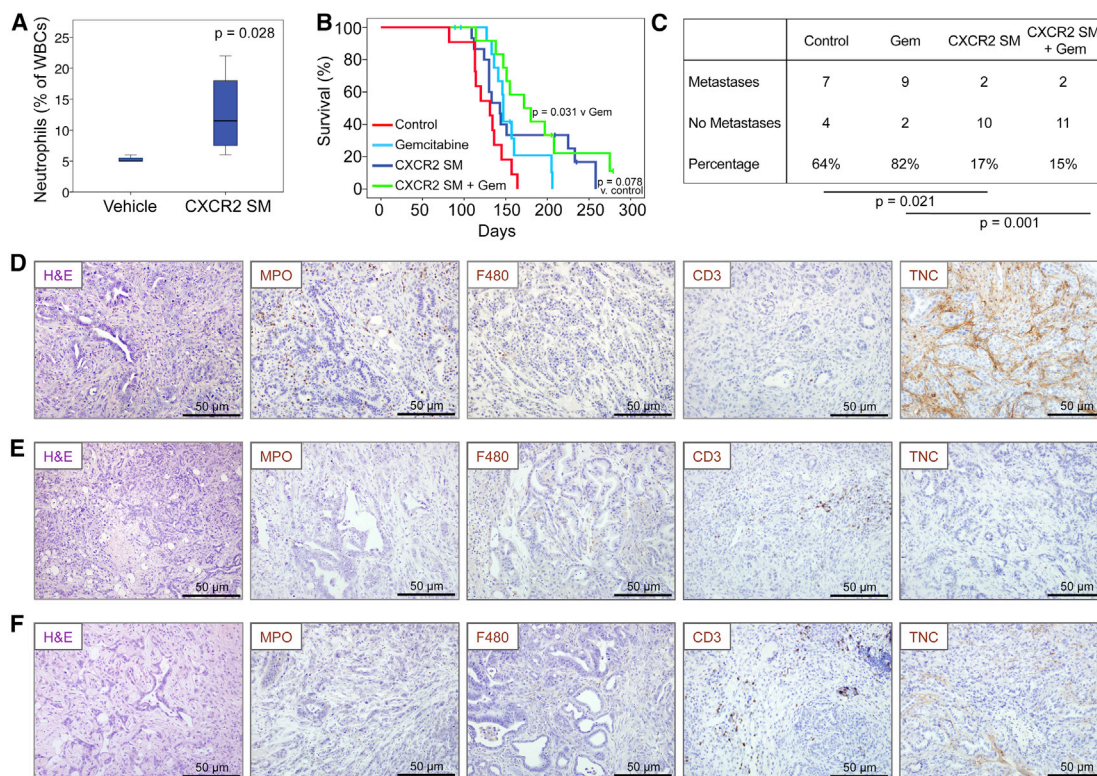 A
Neutrophils (% of WBCs)
25
20
15
10
5
0
p = 0.028
Vehicle
CXCR2 SM
B
Survival (%)
100
80
60
40
20
0
p = 0.031 v Gem
Control
Gemcitabine
CXCR2 SM
CXCR2 SM + Gem
p = 0.078
v. control
0 50 100 150 200 250 300
Days
C
Control Gem CXCR2 SM CXCR2 SM + Gem
Metastases 7 9 2 2
No Metastases 4 2 10 11
Percentage 64% 82% 17% 15%
p = 0.021
p = 0.001
D
H&E MPO F480 CD3 TNC
50 µm 50 µm 50 µm 50 µm 50 µm
E
H&E MPO F480 CD3 TNC
50 µm 50 µm 50 µm 50 µm 50 µm
F
H&E MPO F480 CD3 TNC
50 µm 50 µm 50 µm 50 µm 50 µm